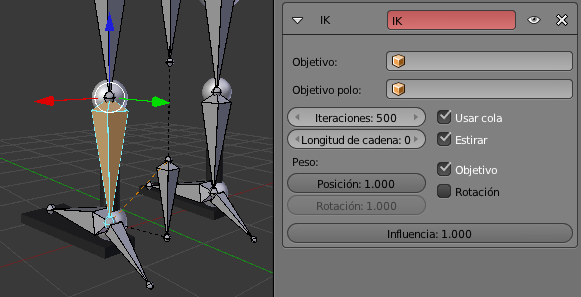 IK IK
Objetivo:
Objetivo polo:
Iteraciones: 500 Usar cola
Longitud de cadena: 0 Estirar
Peso: Objetivo
Posición: 1.000 Rotación
Rotación: 1.000
Influencia: 1.000